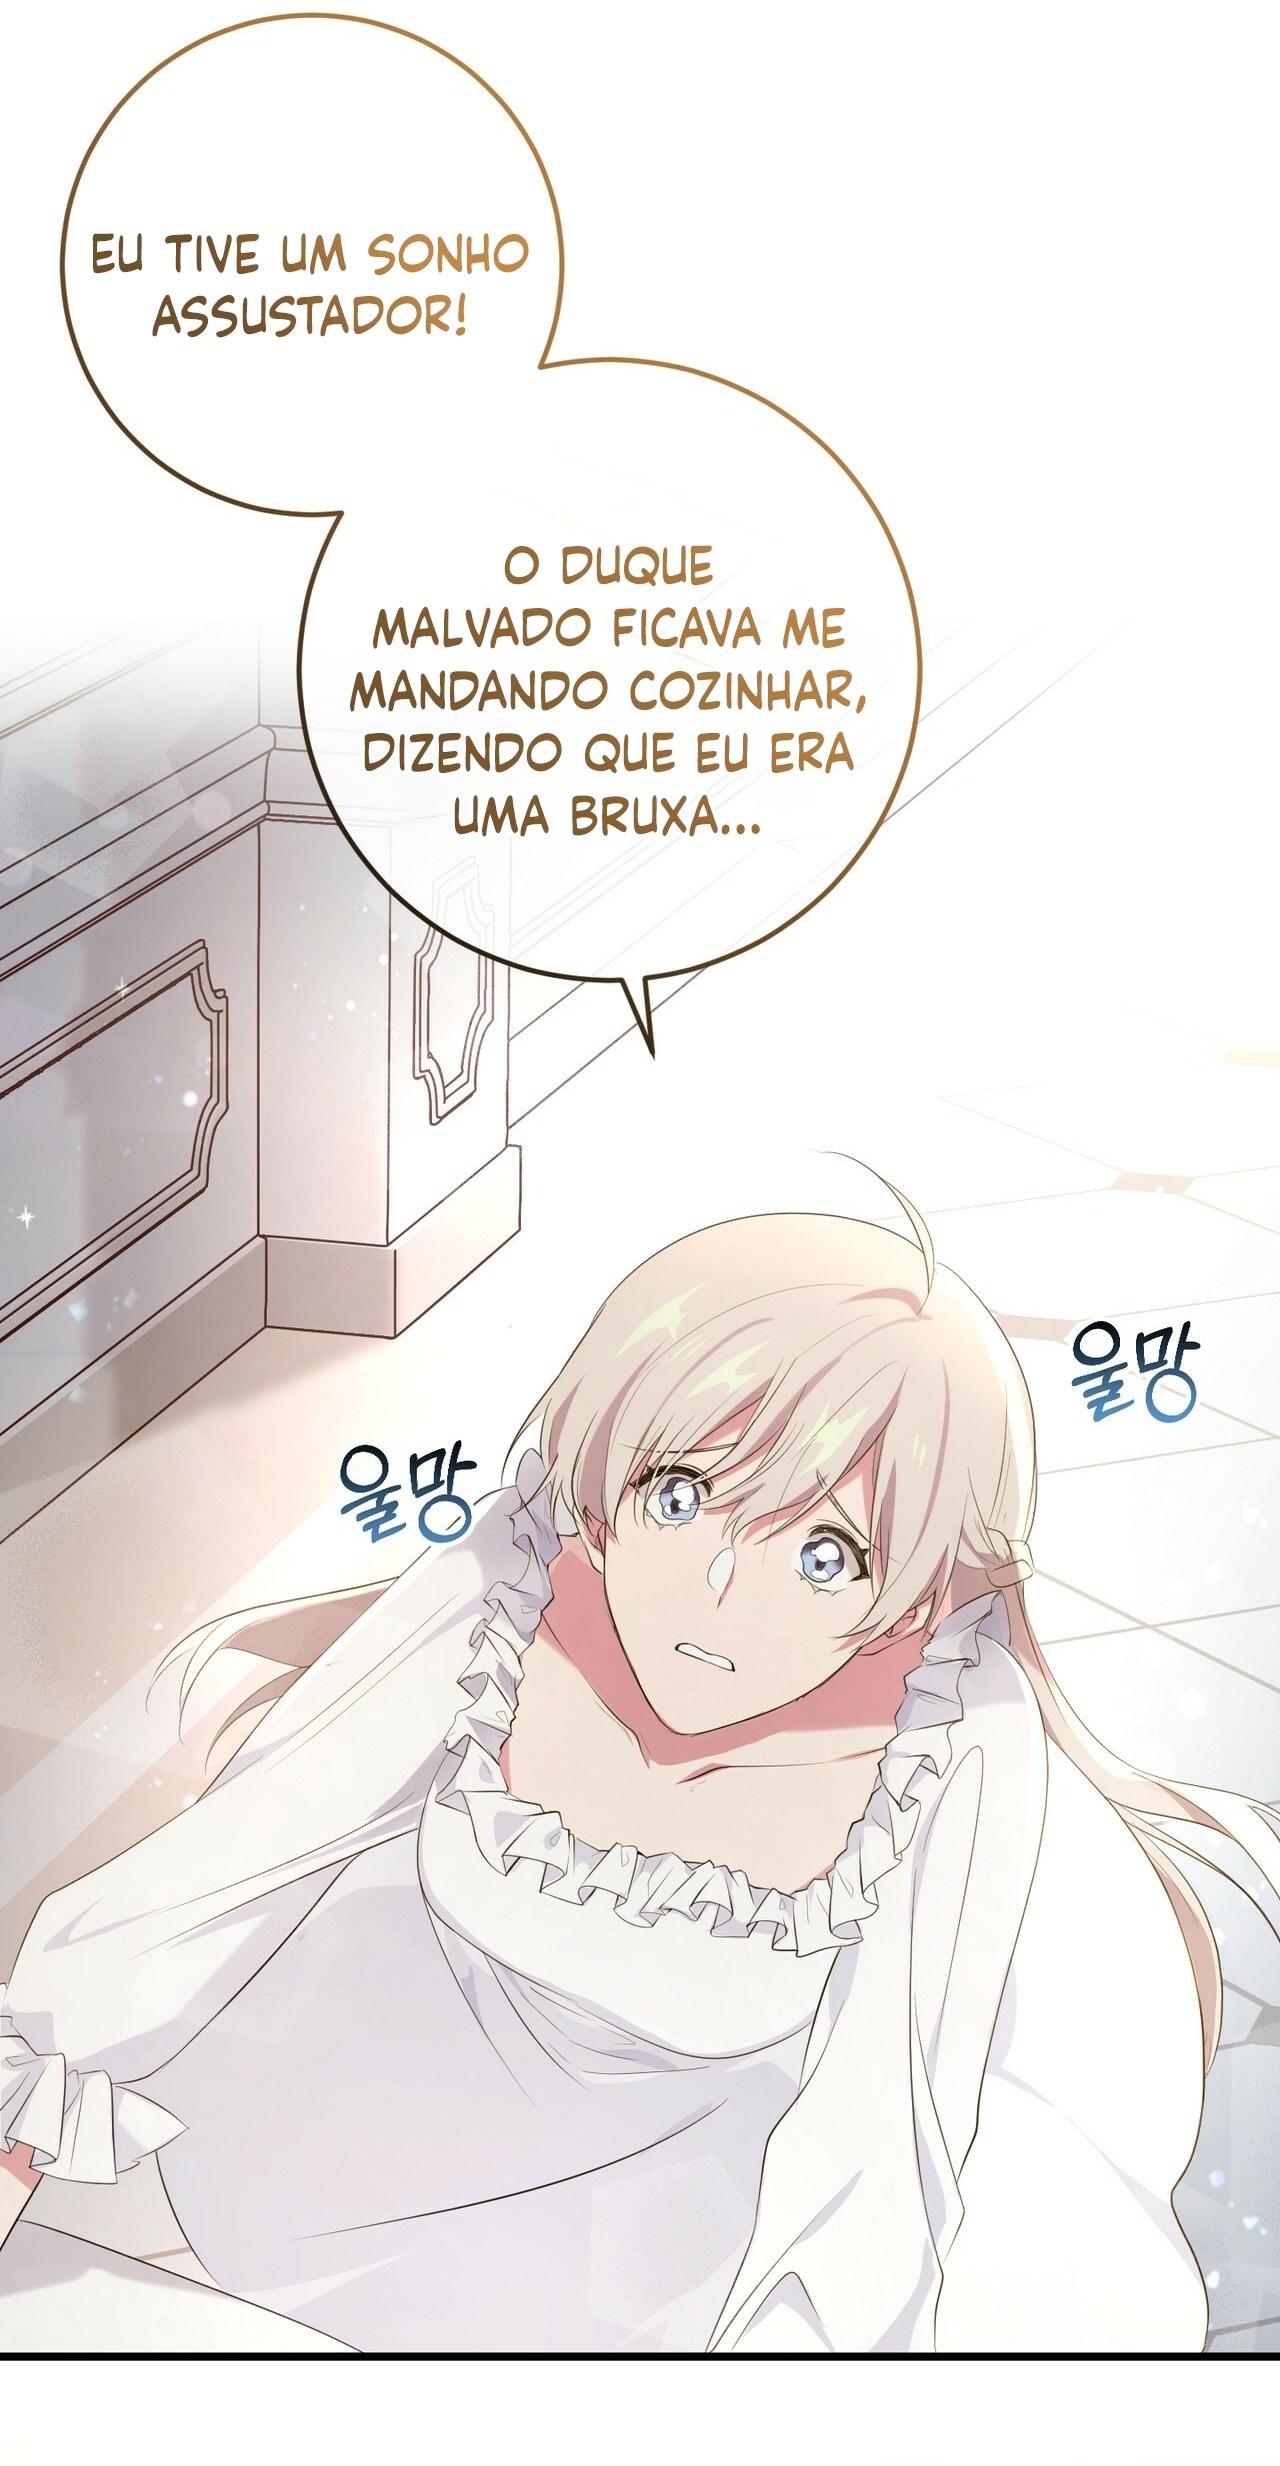 EU TIVE UM SONHO
ASSUSTADOR!
O DUQUE
MALVADO FICAVA ME
MANDANDO COZINHAR,
DIZENDO QUE EU ERA
UMA BRUXA...
울망
울망